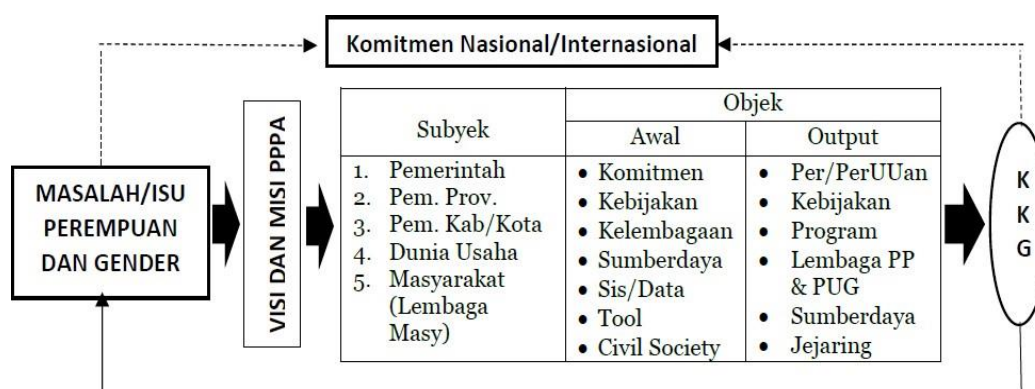 Komitmen Nasional/Internasional
MASALAH/ISU
PEREMPUAN
DAN GENDER
VISI DAN MISI PPPA
Subyek
1. Pemerintah
2. Pem. Prov.
3. Pem. Kab/Kota
4. Dunia Usaha
5. Masyarakat
(Lembaga
Masy)
Objek
Awal
• Komitmen
• Kebijakan
• Kelembagaan
• Sumberdaya
• Sis/Data
• Tool
• Civil Society
Output
• Per/PerUUan
• Kebijakan
• Program
• Lembaga PP
& PUG
• Sumberdaya
• Jejaring
K
K
G